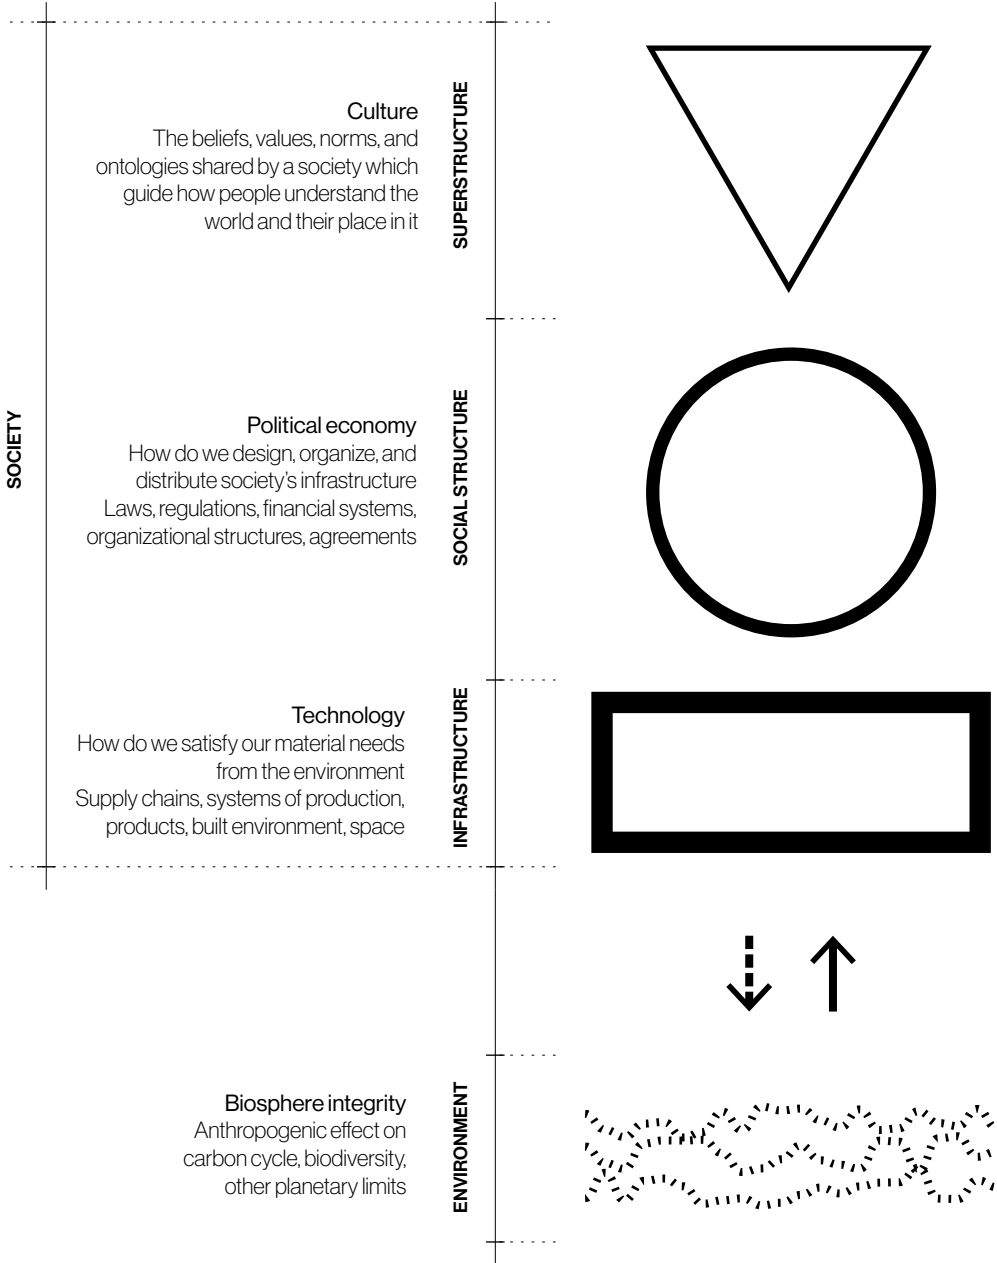 SOCIETY
SUPERSTRUCTURE
Culture
The beliefs, values, norms, and
ontologies shared by a society which
guide how people understand the
world and their place in it
SOCIAL STRUCTURE
Political economy
How do we design, organize, and
distribute society’s infrastructure
Laws, regulations, financial systems,
organizational structures, agreements
INFRASTRUCTURE
Technology
How do we satisfy our material needs
from the environment
Supply chains, systems of production,
products, built environment, space
ENVIRONMENT
Biosphere integrity
Anthropogenic effect on
carbon cycle, biodiversity,
other planetary limits